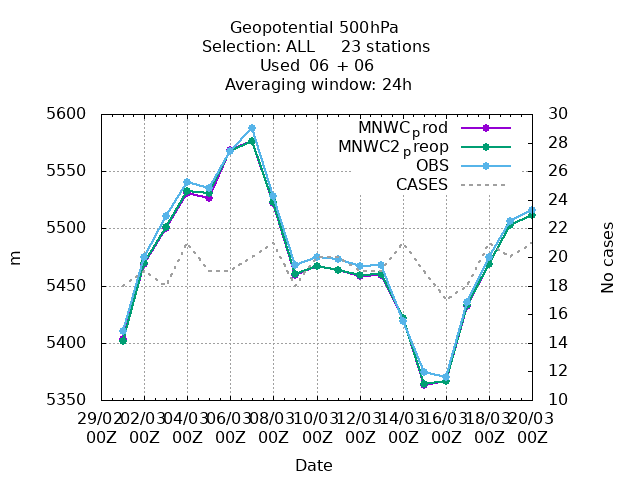 Geopotential 500hPa
Selection: ALL 23 stations
Used 06 + 06
Averaging window: 24h
5600
5550
5500
5450
5400
5350
m
30
28
26
24
22
20
18
16
14
12
10
No cases
MNWC_prod
MNWC2_preop
OBS
CASES
29/02 02/03 04/03 06/03 08/03 10/03 12/03 14/03 16/03 18/03 20/03
00Z 00Z 00Z 00Z 00Z 00Z 00Z 00Z 00Z 00Z 00Z
Date